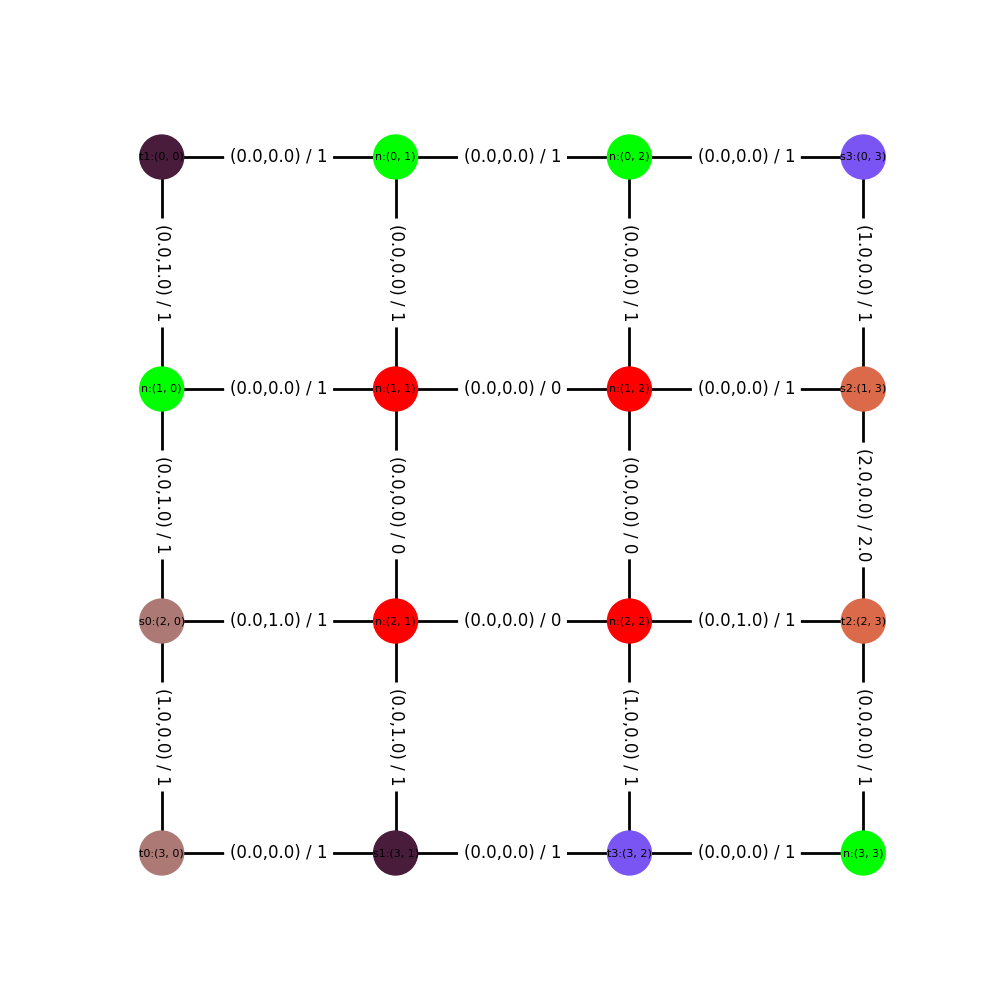 t1:(0, 0) (0.0,0.0) / 1 n:(0, 1) (0.0,0.0) / 1 n:(0, 2) (0.0,0.0) / 1 s3:(0, 3)
(0.0,1.0) / 1 (0.0,0.0) / 1 (0.0,0.0) / 1 (1.0,0.0) / 1
n:(1, 0) (0.0,0.0) / 1 n:(1, 1) (0.0,0.0) / 0 n:(1, 2) (0.0,0.0) / 1 s2:(1, 3)
(0.0,1.0) / 1 (0.0,0.0) / 0 (0.0,0.0) / 0 (2.0,0.0) / 2.0
s0:(2, 0) (0.0,1.0) / 1 n:(2, 1) (0.0,0.0) / 0 n:(2, 2) (0.0,1.0) / 1 t2:(2, 3)
(1.0,0.0) / 1 (0.0,1.0) / 1 (1.0,0.0) / 1 (0.0,0.0) / 1
t0:(3, 0) (0.0,0.0) / 1 s1:(3, 1) (0.0,0.0) / 1 t3:(3, 2) (0.0,0.0) / 1 n:(3, 3)